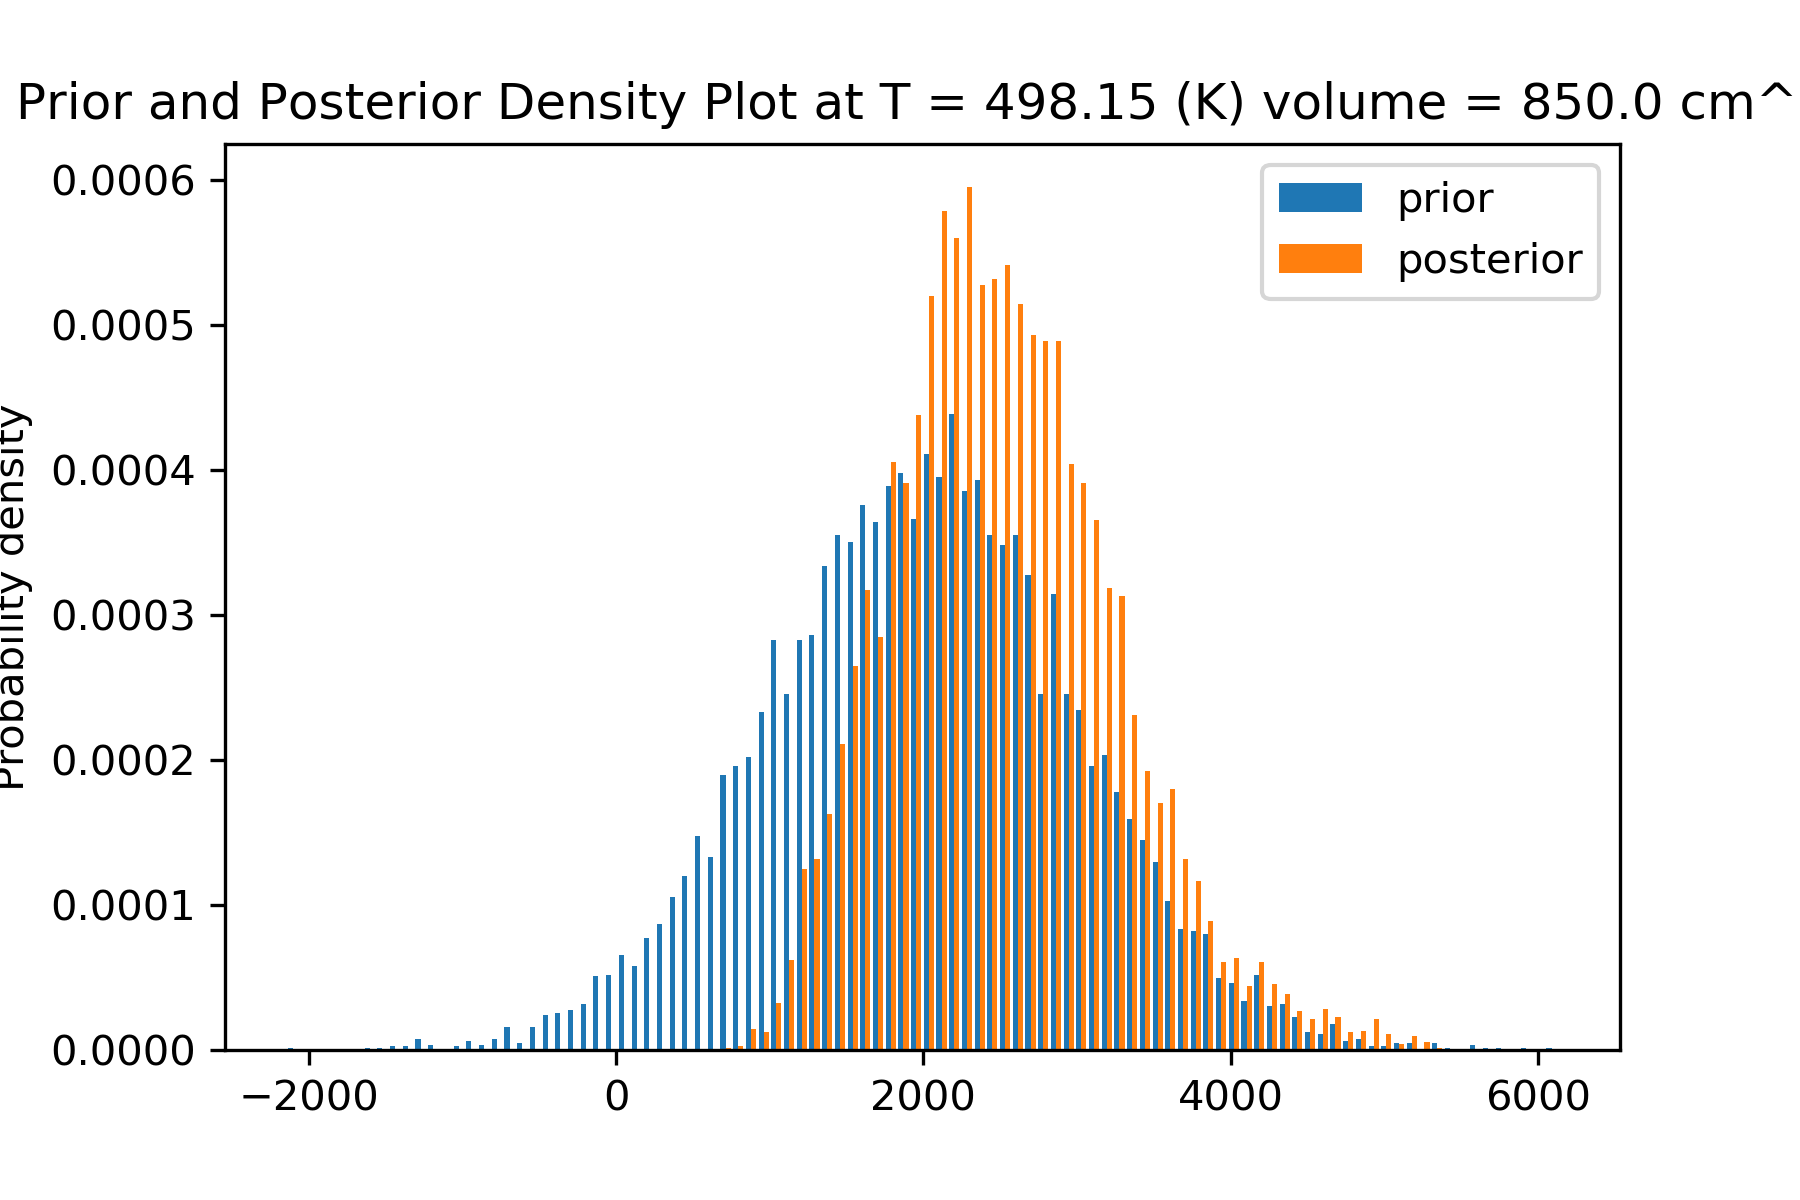 Prior and Posterior Density Plot at T = 498.15 (K) volume = 850.0 cm^
prior
posterior
Probability density
0.0006
0.0005
0.0004
0.0003
0.0002
0.0001
0.0000
−2000 0 2000 4000 6000